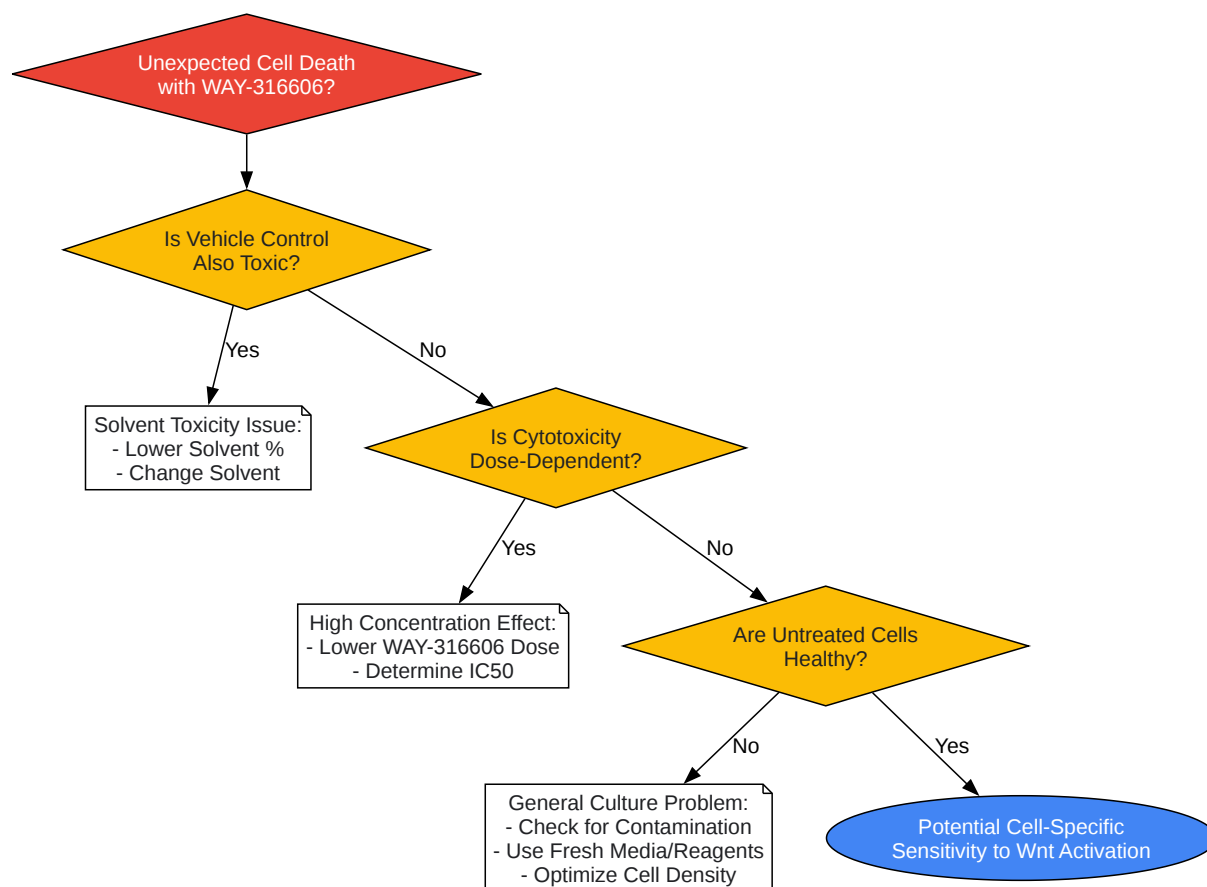 Unexpected Cell Death
with WAY-316606?
Is Vehicle Control
Also Toxic?
Yes
No
Solvent Toxicity Issue:
- Lower Solvent %
- Change Solvent
Is Cytotoxicity
Dose-Dependent?
Yes
No
High Concentration Effect:
- Lower WAY-316606 Dose
- Determine IC50
Are Untreated Cells
Healthy?
No
Yes
General Culture Problem:
- Check for Contamination
- Use Fresh Media/Reagents
- Optimize Cell Density
Potential Cell-Specific
Sensitivity to Wnt Activation